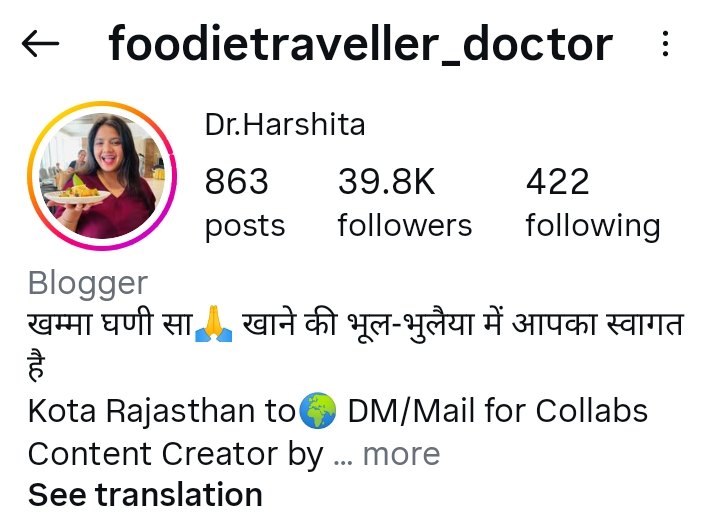 foodietraveller_doctor
Dr.Harshita
863 39.8K 422
posts followers following
Blogger
खम्मा घणी सा🙏 खाने की भूल-भुलैया में आपका स्वागत
है
Kota Rajasthan to🌍 DM/Mail for Collabs
Content Creator by ... more
See translation